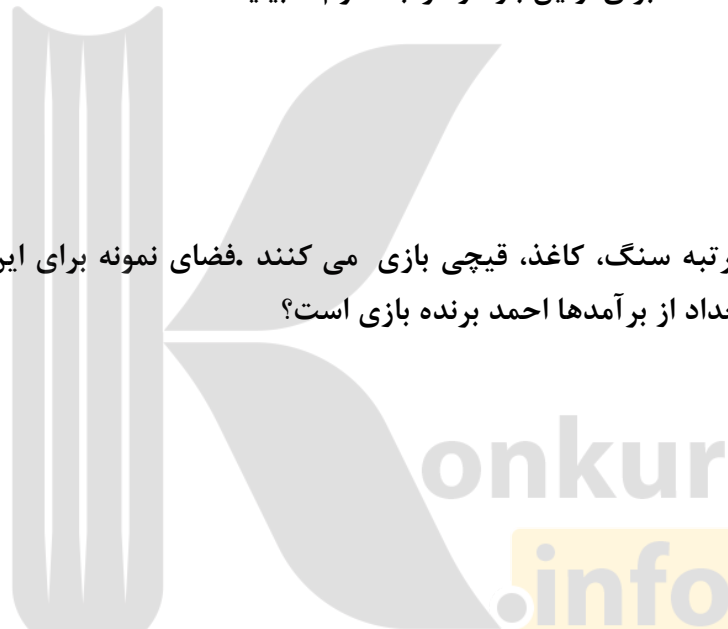 رتبه سنگ، کاغذ، قیچی بازی می کنند .فضای نمونه برای این
داد از برآمدها احمد برنده بازی است؟
onkur
.info